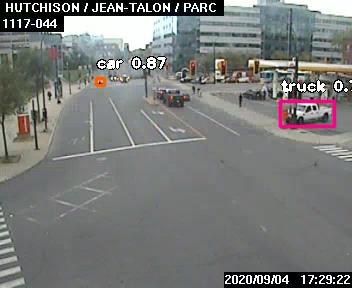 HUTCHISON / JEAN-TALON / PARC
1117-044
car 0.87
truck 0.7
2020/09/04 17:29:22